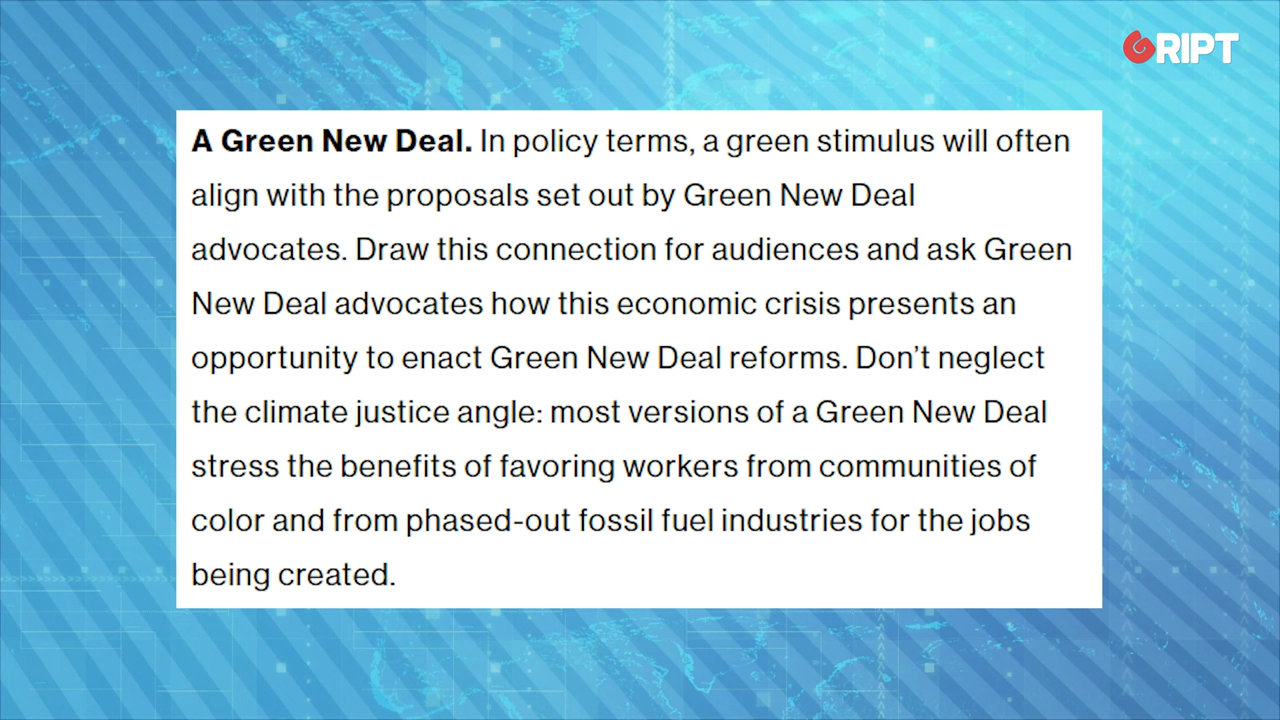 GRIPT
A Green New Deal. In policy terms, a green stimulus will often
align with the proposals set out by Green New Deal
advocates. Draw this connection for audiences and ask Green
New Deal advocates how this economic crisis presents an
opportunity to enact Green New Deal reforms. Don’t neglect
the climate justice angle: most versions of a Green New Deal
stress the benefits of favoring workers from communities of
color and from phased-out fossil fuel industries for the jobs
being created.